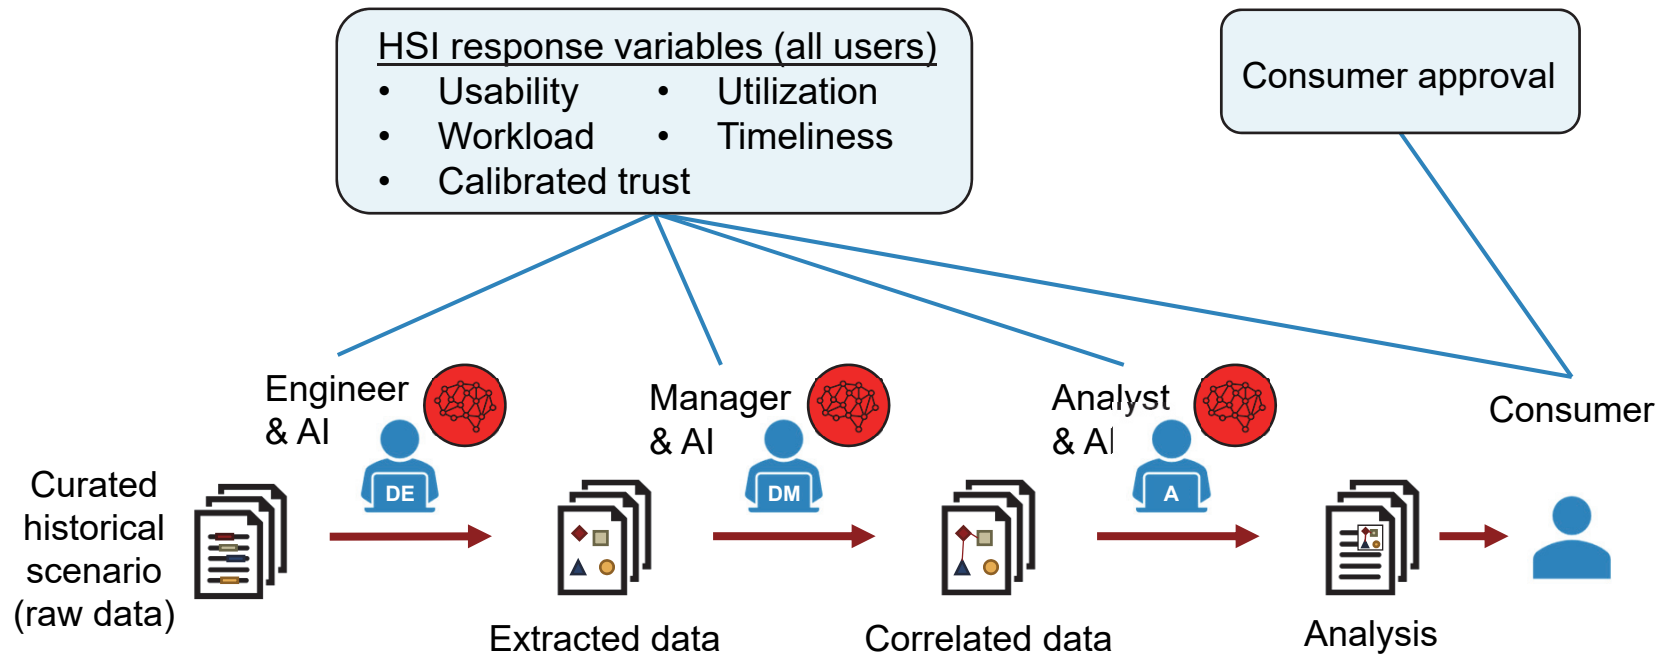 HSI response variables (all users)
• Usability • Utilization
• Workload • Timeliness
• Calibrated trust
Consumer approval
Engineer
& AI
Manager
& AI
Analyst
& AI
Consumer
DE
DM
A
Curated
historical
scenario
(raw data)
Extracted data
Correlated data
Analysis